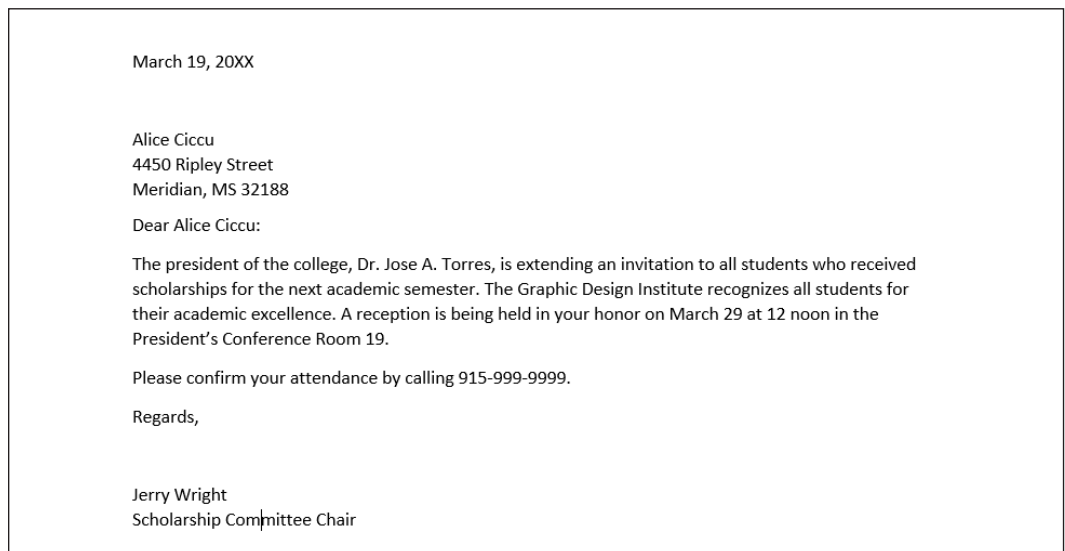 March 19, 20XX
Alice Ciccu
4450 Ripley Street
Meridian, MS 32188
Dear Alice Ciccu:
The president of the college, Dr. Jose A. Torres, is extending an invitation to all students who received
scholarships for the next academic semester. The Graphic Design Institute recognizes all students for
their academic excellence. A reception is being held in your honor on March 29 at 12 noon in the
President’s Conference Room 19.
Please confirm your attendance by calling 915-999-9999.
Regards,
Jerry Wright
Scholarship Committee Chair